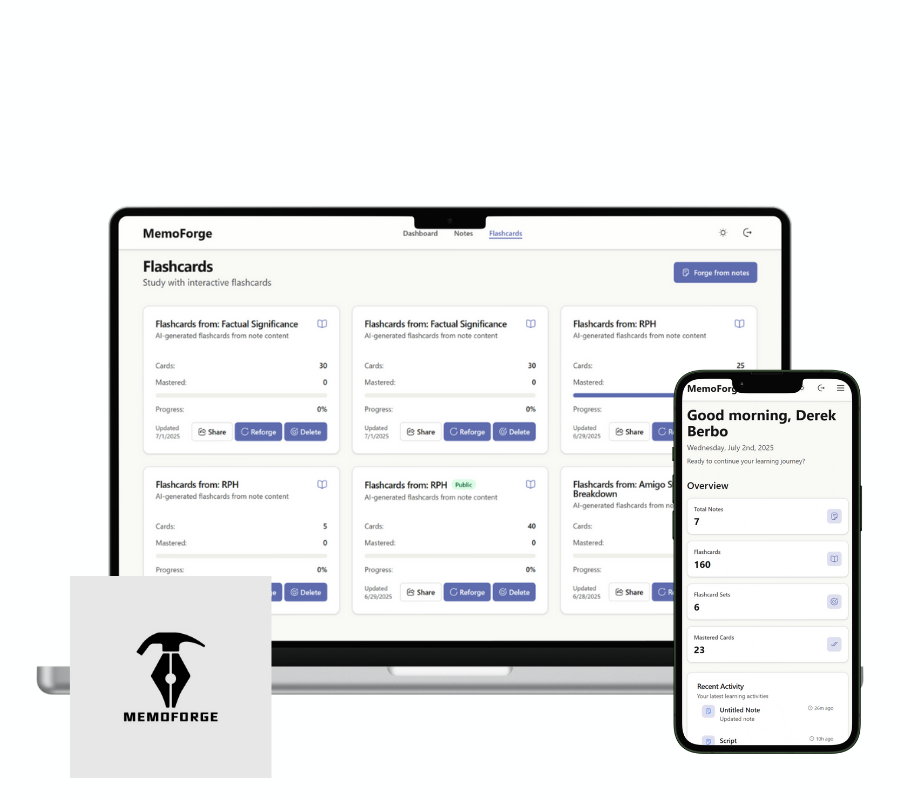 MemoForge
Dashboard Notes Flashcards
Flashcards
Study with interactive flashcards
Forge from notes
Flashcards from: Factual Significance
AI-generated flashcards from note content
Cards: 30
Mastered: 0
Progress: 0%
Updated
7/1/2025
Share Reforge Delete
Flashcards from: Factual Significance
AI-generated flashcards from note content
Cards: 30
Mastered: 0
Progress: 0%
Updated
7/1/2025
Share Reforge Delete
Flashcards from: RPH
AI-generated flashcards from note content
Cards: 25
Mastered:
Progress:
Updated
6/29/2025
Share
Flashcards from: RPH
AI-generated flashcards from note content
Cards: 5
Mastered: 0
Progress: 0%
Delete
Flashcards from: RPH Public
AI-generated flashcards from note content
Cards: 40
Mastered: 0
Progress: 0%
Updated
6/29/2025
Share Reforge Delete
Flashcards from: Amigo
Breakdown
AI-generated flashcards from
Cards:
Mastered:
Progress:
Updated
6/28/2025
Share
MemoForg
Good morning, Derek
Berbo
Wednesday, July 2nd, 2025
Ready to continue your learning journey?
Overview
Total Notes
7
Flashcards
160
Flashcard Sets
6
Mastered Cards
23
Recent Activity
Your latest learning activities
Untitled Note
26m ago
Updated note
Script
10h ago
MEMOFORGE